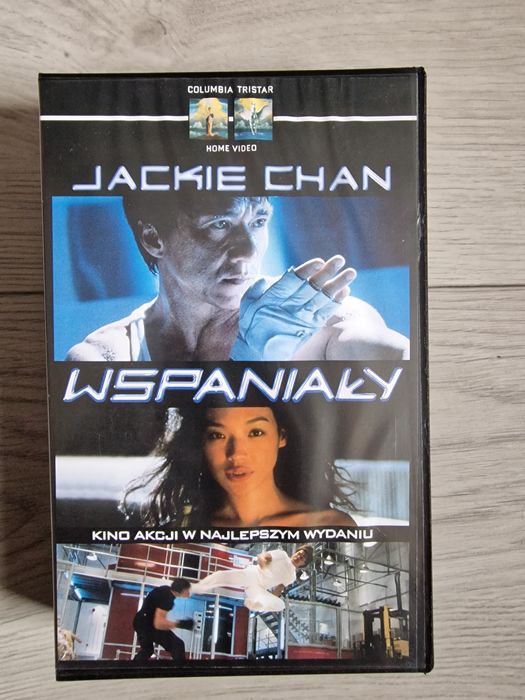 COLUMBIA TRISTAR
HOME VIDEO
JACKIE CHAN
WSPANIAŁY
KINO AKCJI W NAJLEPSZYM WYDANIU